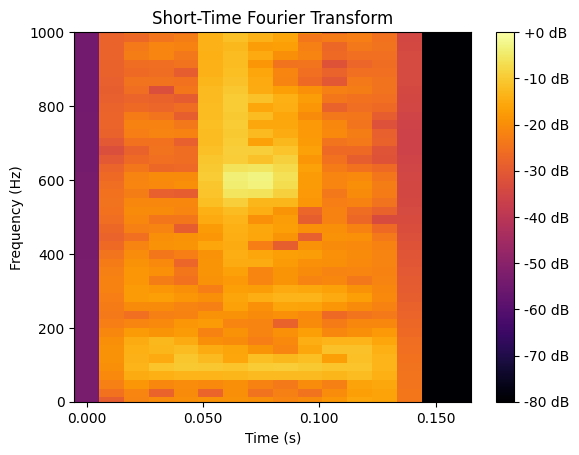 Short-Time Fourier Transform
Frequency (Hz)
1000
800
600
400
200
0
0.000
0.050
0.100
0.150
Time (s)
+0 dB
-10 dB
-20 dB
-30 dB
-40 dB
-50 dB
-60 dB
-70 dB
-80 dB